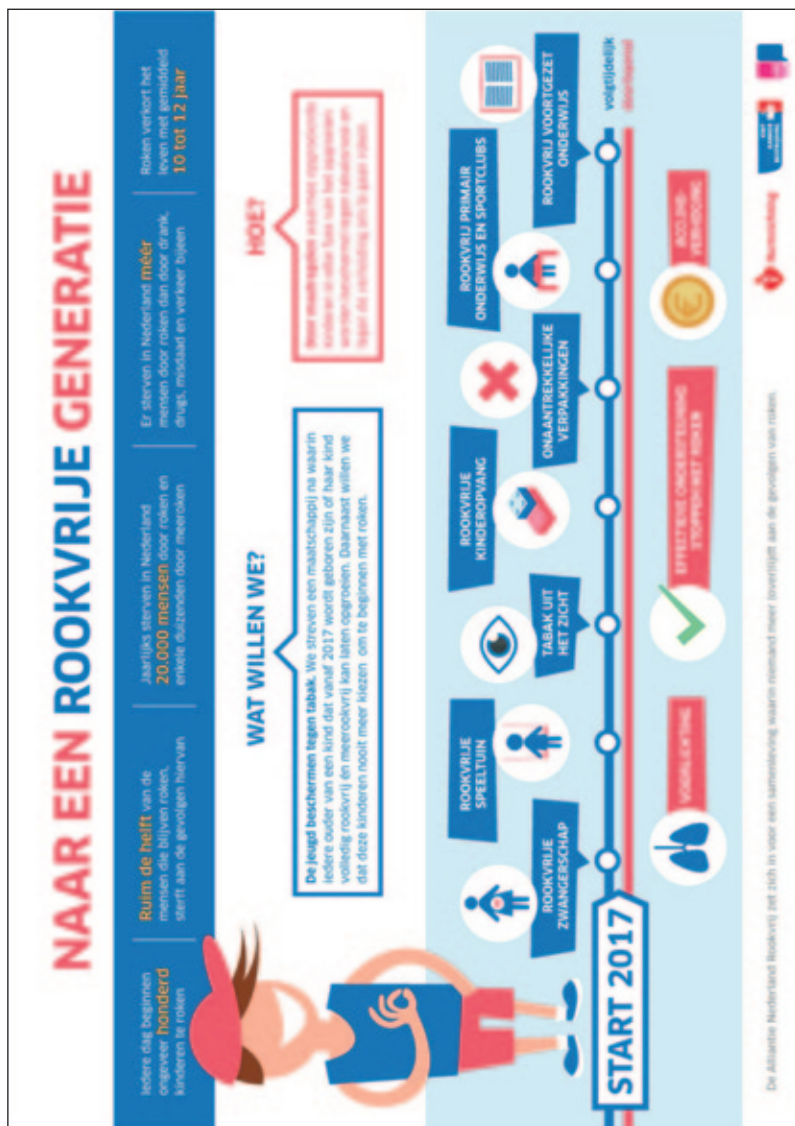 NAAR EEN ROOKVRIJE GENERATIE
Iedere dag beginnen
ongeveer honderd
kinderen te roken
Ruim de helft van de
mensen die blijven roken,
sterft aan de gevolgen hiervan
Jaarlijks sterven in Nederland
20.000 mensen door roken en
enkele duizenden door meeroken
Er sterven in Nederland méér
mensen door roken dan door drank,
drugs, misdaad en verkeer bijeen
Roken verkort het
leven met gemiddeld
10 tot 12 jaar
WAT WILLEN WE?
De jeugd beschermen tegen tabak. We streven een maatschappij na waarin
iedere ouder van een kind dat vanaf 2017 wordt geboren zijn of haar kind
volledig rookvrij én meerookvrij kan laten opgroeien. Daarnaast willen we
dat deze kinderen nooit meer kiezen om te beginnen met roken.
HOE?
ROOKVRIJE
ZWANGERSCHAP
ROOKVRIJE
SPEELTUIN
TABAK UIT
HET ZICHT
ROOKVRIJE
KINDEROPVANG
ONAANTREKKELIJKE
VERPAKKINGEN
ROOKVRIJ PRIMAIR
ONDERWIJS EN SPORTCLUBS
ROOKVRIJ VOORTGEZET
ONDERWIJS
START 2017
volgtijdelijk
doorlopend
VOORLICHTING
EFFECTIEVE ONDERSTEUNING
STOPPEN MET ROKEN
ACCIJNS-
VERHOGING
De Alliantie Nederland Rookvrij zet zich in voor een samenleving waarin niemand meer (over)lijdt aan de gevolgen van roken.
Hartstichting